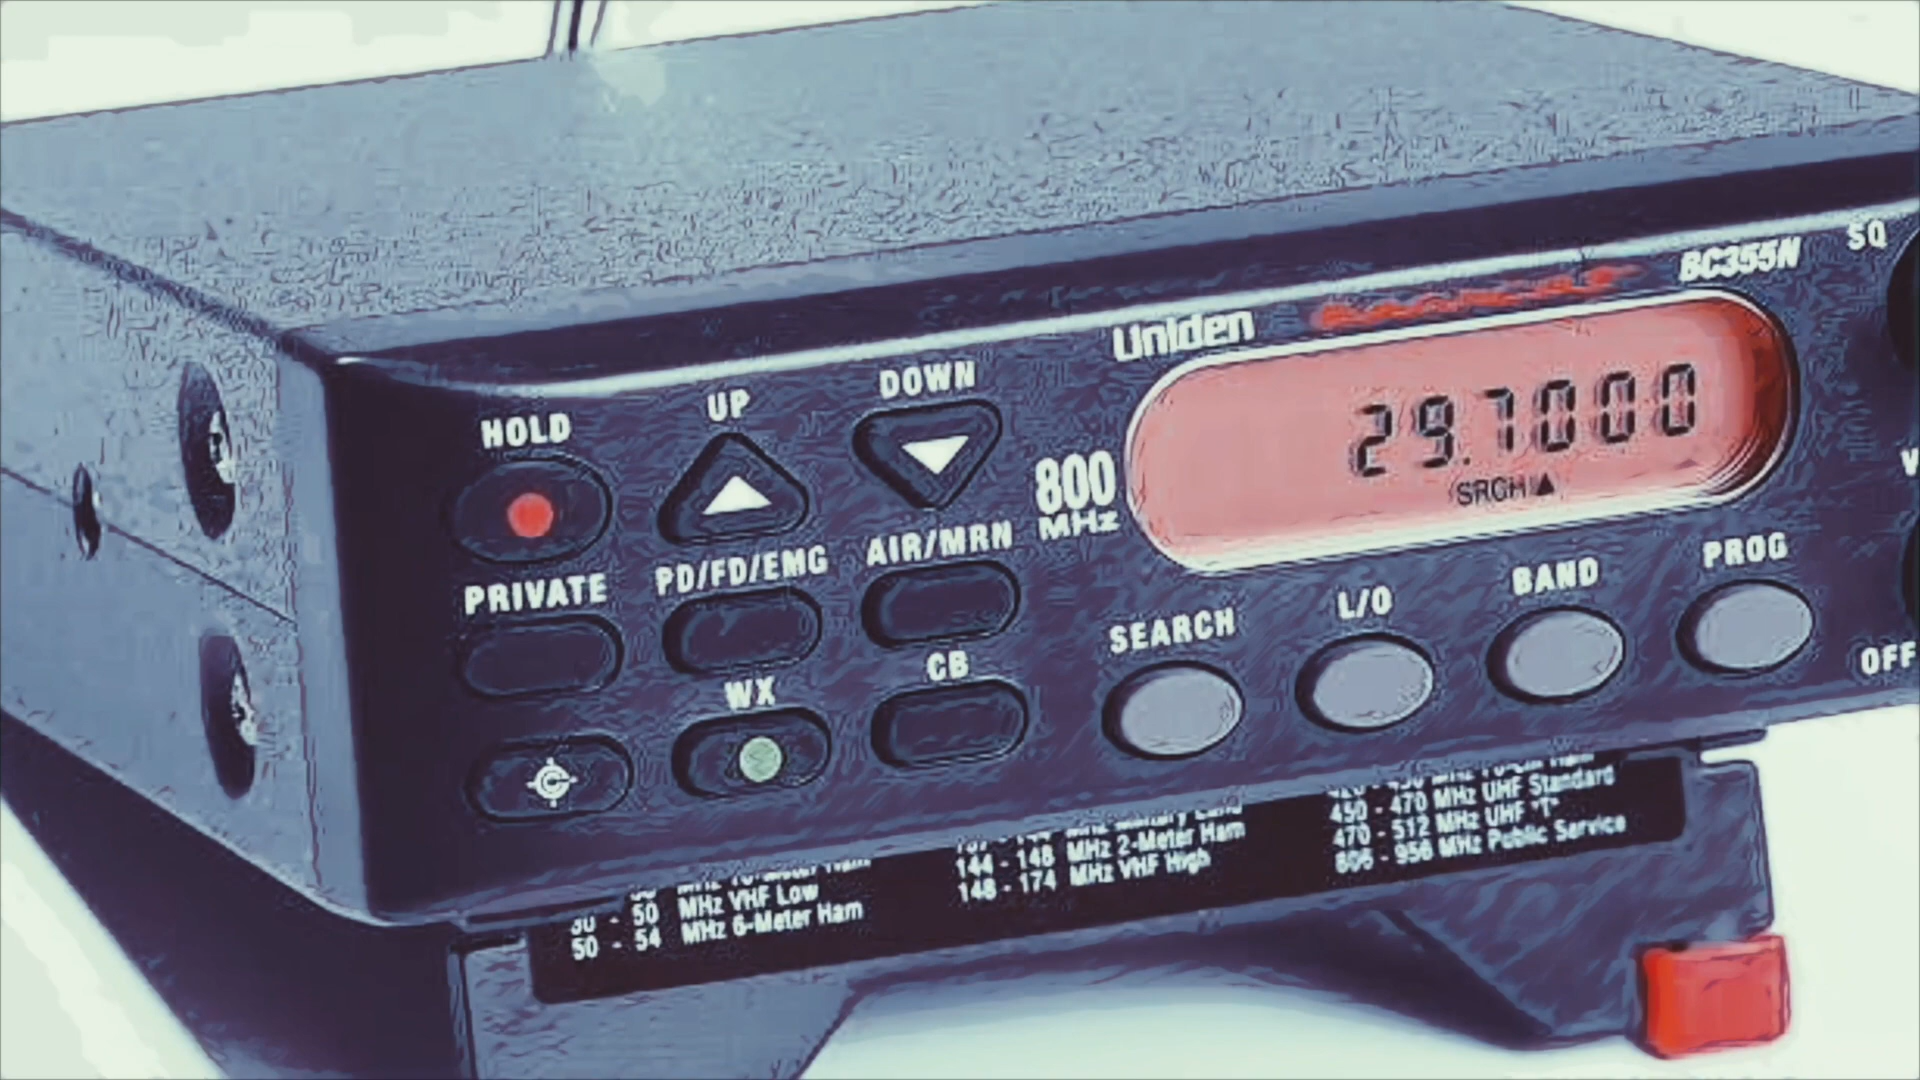 SQ
BC355N
Uniden
29.7000
SRCH
800
MHz
HOLD
UP
DOWN
PRIVATE
PD/FD/EMG
AIR/MRN
WX
CB
SEARCH
L/O
BAND
PROG
OFF
30 - 50 MHz VHF Low
50 - 54 MHz 6-Meter Ham
144 - 148 MHz 2-Meter Ham
148 - 174 MHz VHF High
450 - 470 MHz UHF Standard
470 - 512 MHz UHF "T"
806 - 956 MHz Public Service